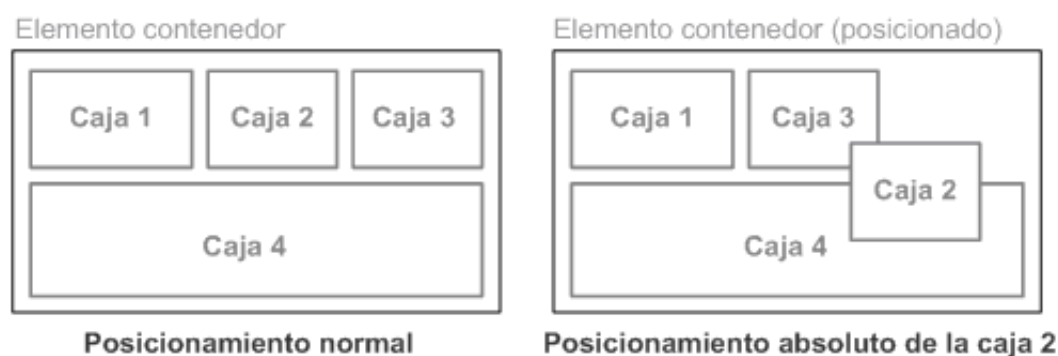 Elemento contenedor
Caja 1
Caja 2
Caja 3
Caja 4
Posicionamiento normal
Elemento contenedor (posicionado)
Caja 1
Caja 3
Caja 2
Caja 4
Posicionamiento absoluto de la caja 2